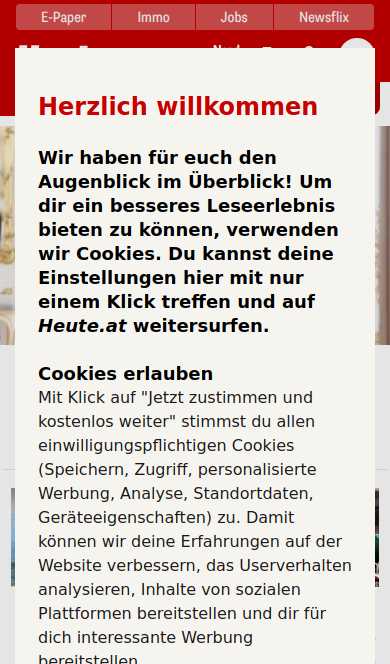 E-Paper Immo Jobs Newsflix
Herzlich willkommen
Wir haben für euch den
Augenblick im Überblick! Um
dir ein besseres Leseerlebnis
bieten zu können, verwenden
wir Cookies. Du kannst deine
Einstellungen hier mit nur
einem Klick treffen und auf
Heute.at weitersurfen.
Cookies erlauben
Mit Klick auf "Jetzt zustimmen und
kostenlos weiter" stimmst du allen
einwilligungspflichtigen Cookies
(Speichern, Zugriff, personalisierte
Werbung, Analyse, Standortdaten,
Geräteeigenschaften) zu. Damit
können wir deine Erfahrungen auf der
Website verbessern, das Userverhalten
analysieren, Inhalte von sozialen
Plattformen bereitstellen und dir für
dich interessante Werbung
bereitstellen